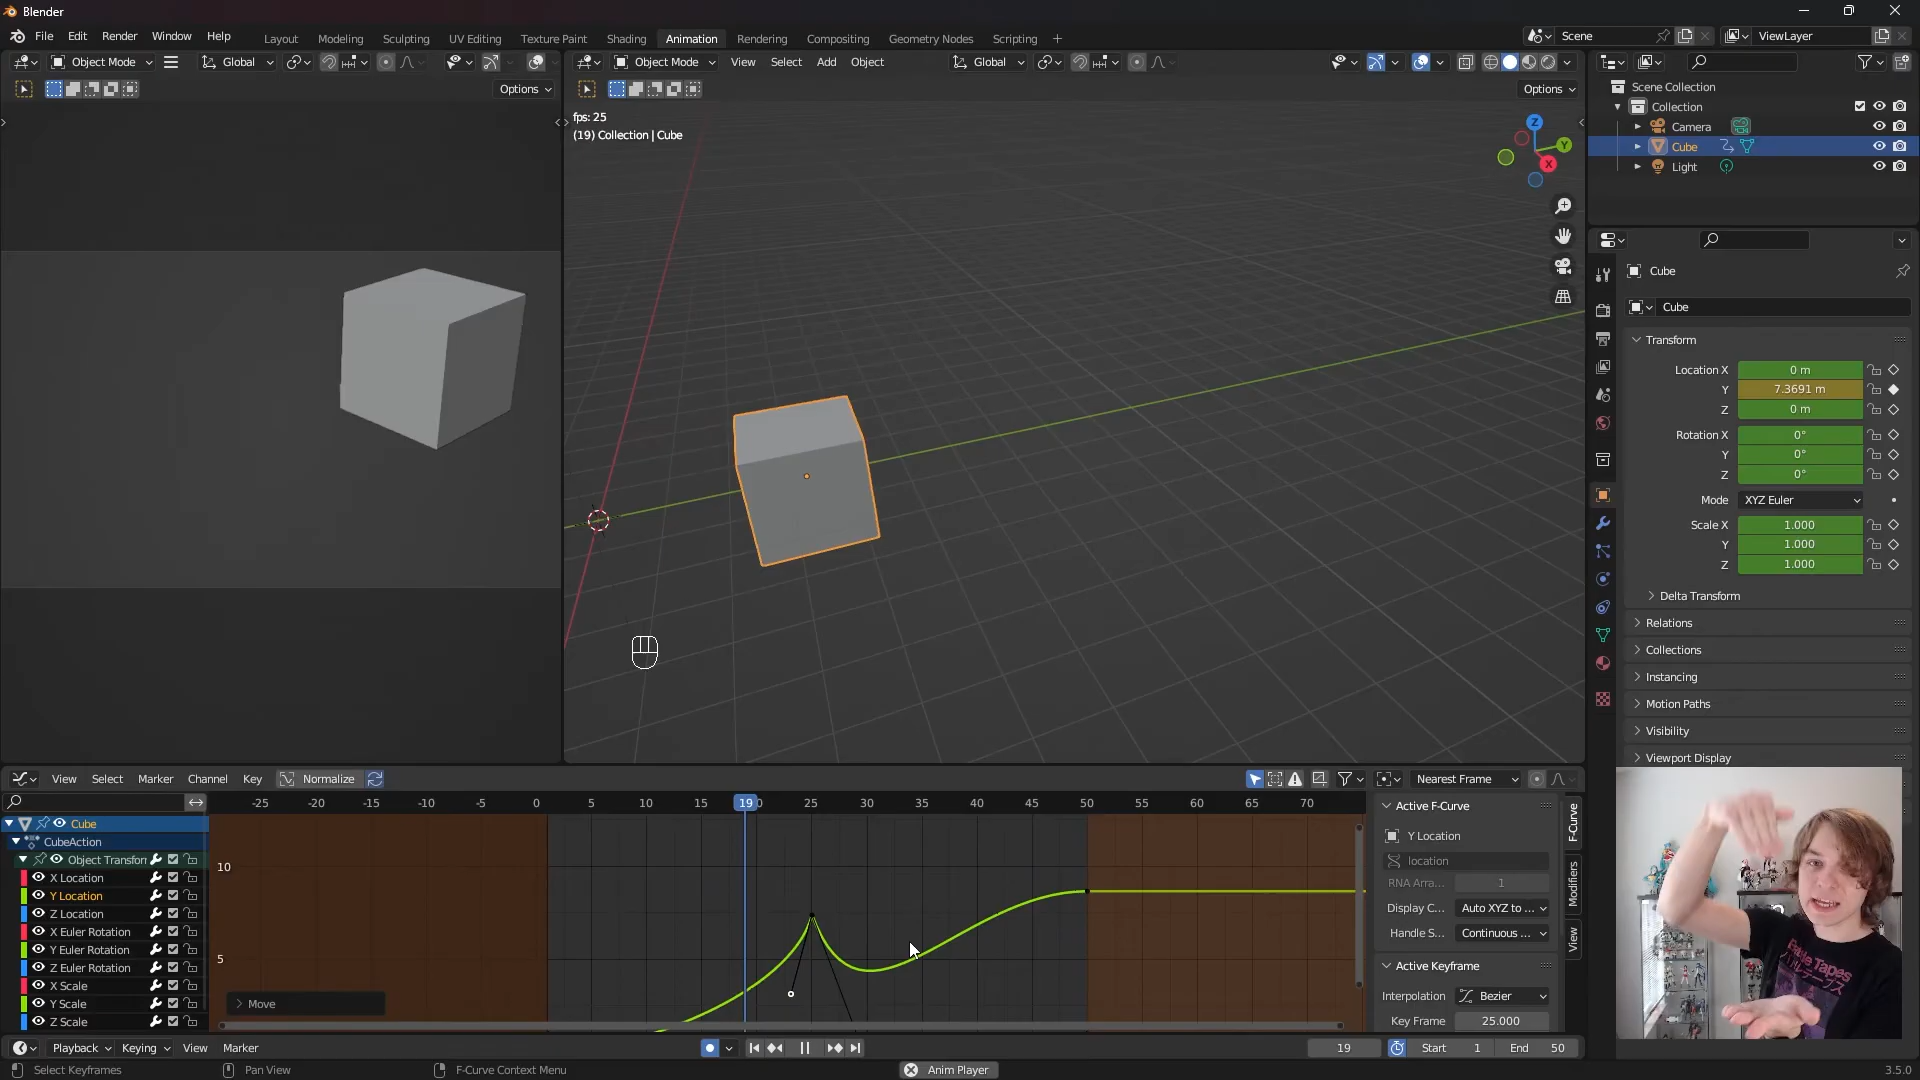 Blender
File Edit Render Window Help
Layout Modeling Sculpting UV Editing Texture Paint Shading Animation Rendering Compositing Geometry Nodes Scripting +
Scene
ViewLayer
Object Mode
Global
Object Mode View Select Add Object
Global
Options
Options
fps: 25
(19) Collection | Cube
Z
Y
X
Scene Collection
Collection
Camera
Cube
Light
Cube
Cube
Transform
Location X 0 m
Y 7.3691 m
Z 0 m
Rotation X 0°
Y 0°
Z 0°
Mode XYZ Euler
Scale X 1.000
Y 1.000
Z 1.000
Delta Transform
Relations
Collections
Instancing
Motion Paths
Visibility
Viewport Display
View Select Marker Channel Key Normalize
Nearest Frame
-25 -20 -15 -10 -5 0 5 10 15 19 25 30 35 40 45 50 55 60 65 70
Cube
CubeAction
Object Transfor
X Location
Y Location
Z Location
X Euler Rotation
Y Euler Rotation
Z Euler Rotation
X Scale
Y Scale
Z Scale
10
5
Move
Active F-Curve
Y Location
location
RNA Arra... 1
Display C... Auto XYZ to ...
Handle S... Continuous ...
Active Keyframe
Interpolation Bezier
Key Frame 25.000
F-Curve
Modifiers
View
Playback Keying View Marker
19 Start 1 End 50
Select Keyframes Pan View F-Curve Context Menu Anim Player 3.5.0